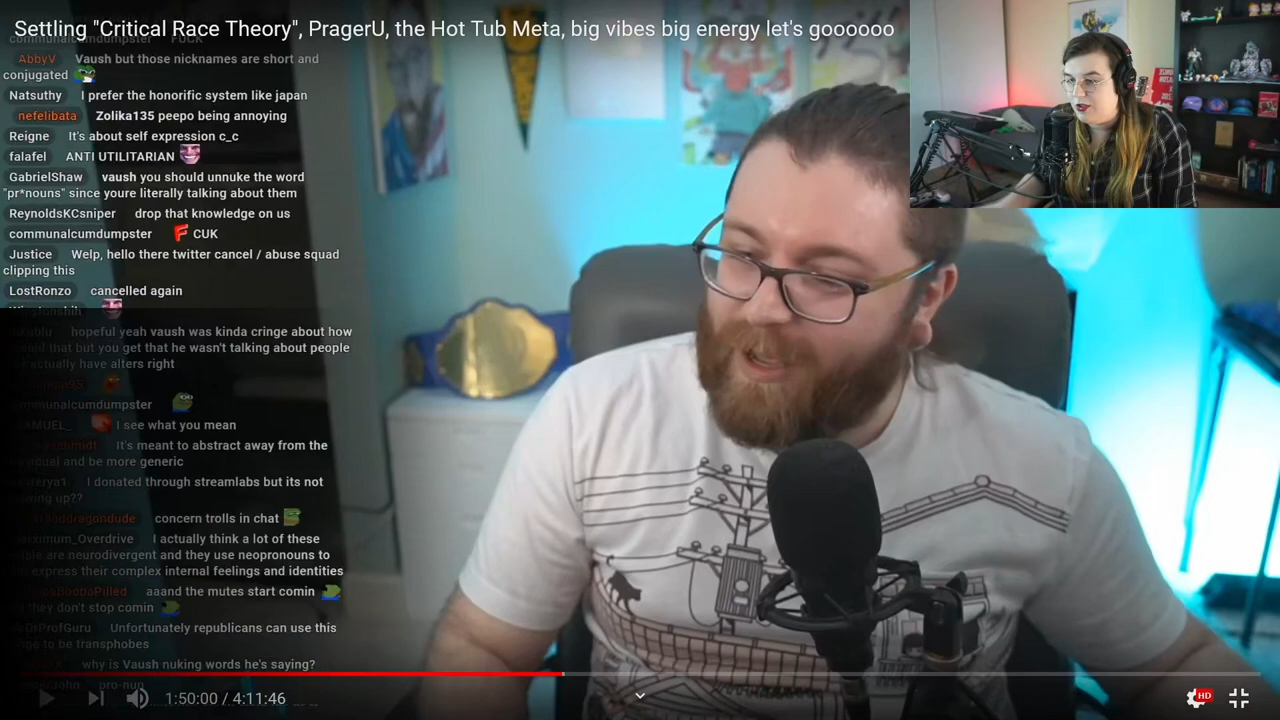 Settling "Critical Race Theory", PragerU, the Hot Tub Meta, big vibes big energy let's goooooo
communalcumdumpster FUCK
AbbyV Vaush but those nicknames are short and
conjugated
Natsuthy I prefer the honorific system like japan
nefelibata Zolika135 peepo being annoying
Reigne It's about self expression c_c
falafel ANTI UTILITARIAN
GabrielShaw vaush you should unnuke the word
"pr*nouns" since youre literally talking about them
ReynoldsKCsniper drop that knowledge on us
communalcumdumpster F CUK
Justice Welp, hello there twitter cancel / abuse squad
clipping this
LostRonzo cancelled again
hopeful yeah vaush was kinda cringe about how
that but you get that he wasn't talking about people
actually have alters right
communalcumdumpster
I see what you mean
It's meant to abstract away from the
and be more generic
I donated through streamlabs but its not
up??
concern trolls in chat
I actually think a lot of these
are neurodivergent and they use neopronouns to
express their complex internal feelings and identities
aaand the mutes start comin
they don't stop comin
Unfortunately republicans can use this
to be transphobes
why is Vaush nuking words he's saying?
pro-nun
1:50:00 / 4:11:46
HD